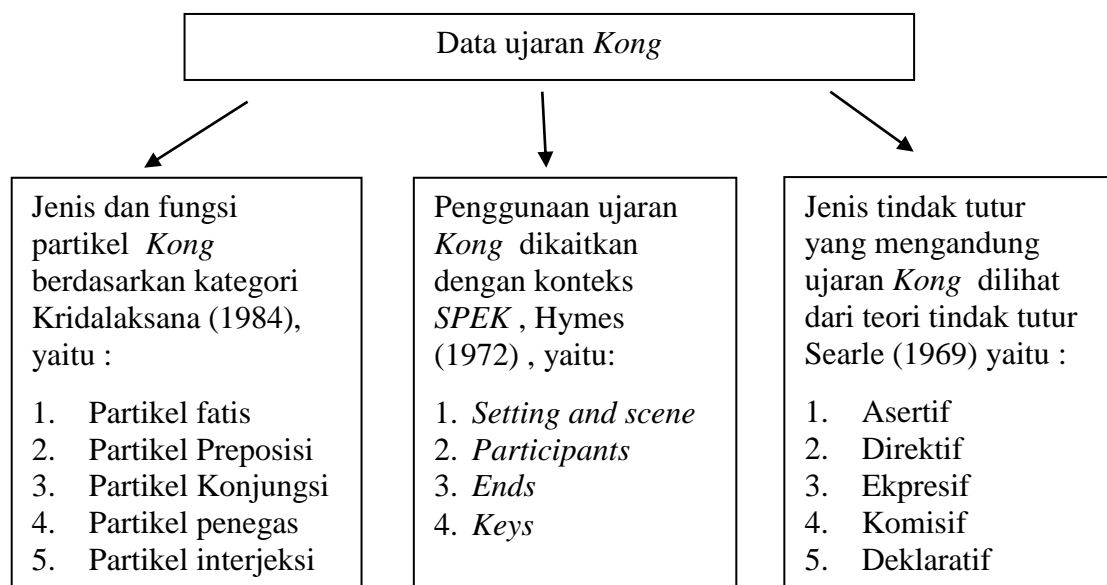 Data ujaran Kong
Jenis dan fungsi
partikel Kong
berdasarkan kategori
Kridalaksana (1984),
yaitu :
1. Partikel fatis
2. Partikel Preposisi
3. Partikel Konjungsi
4. Partikel penegas
5. Partikel interjeksi
Penggunaan ujaran
Kong dikaitkan
dengan konteks
SPEK , Hymes
(1972) , yaitu:
1. Setting and scene
2. Participants
3. Ends
4. Keys
Jenis tindak tutur
yang mengandung
ujaran Kong dilihat
dari teori tindak tutur
Searle (1969) yaitu :
1. Asertif
2. Direktif
3. Ekpresif
4. Komisif
5. Deklaratif